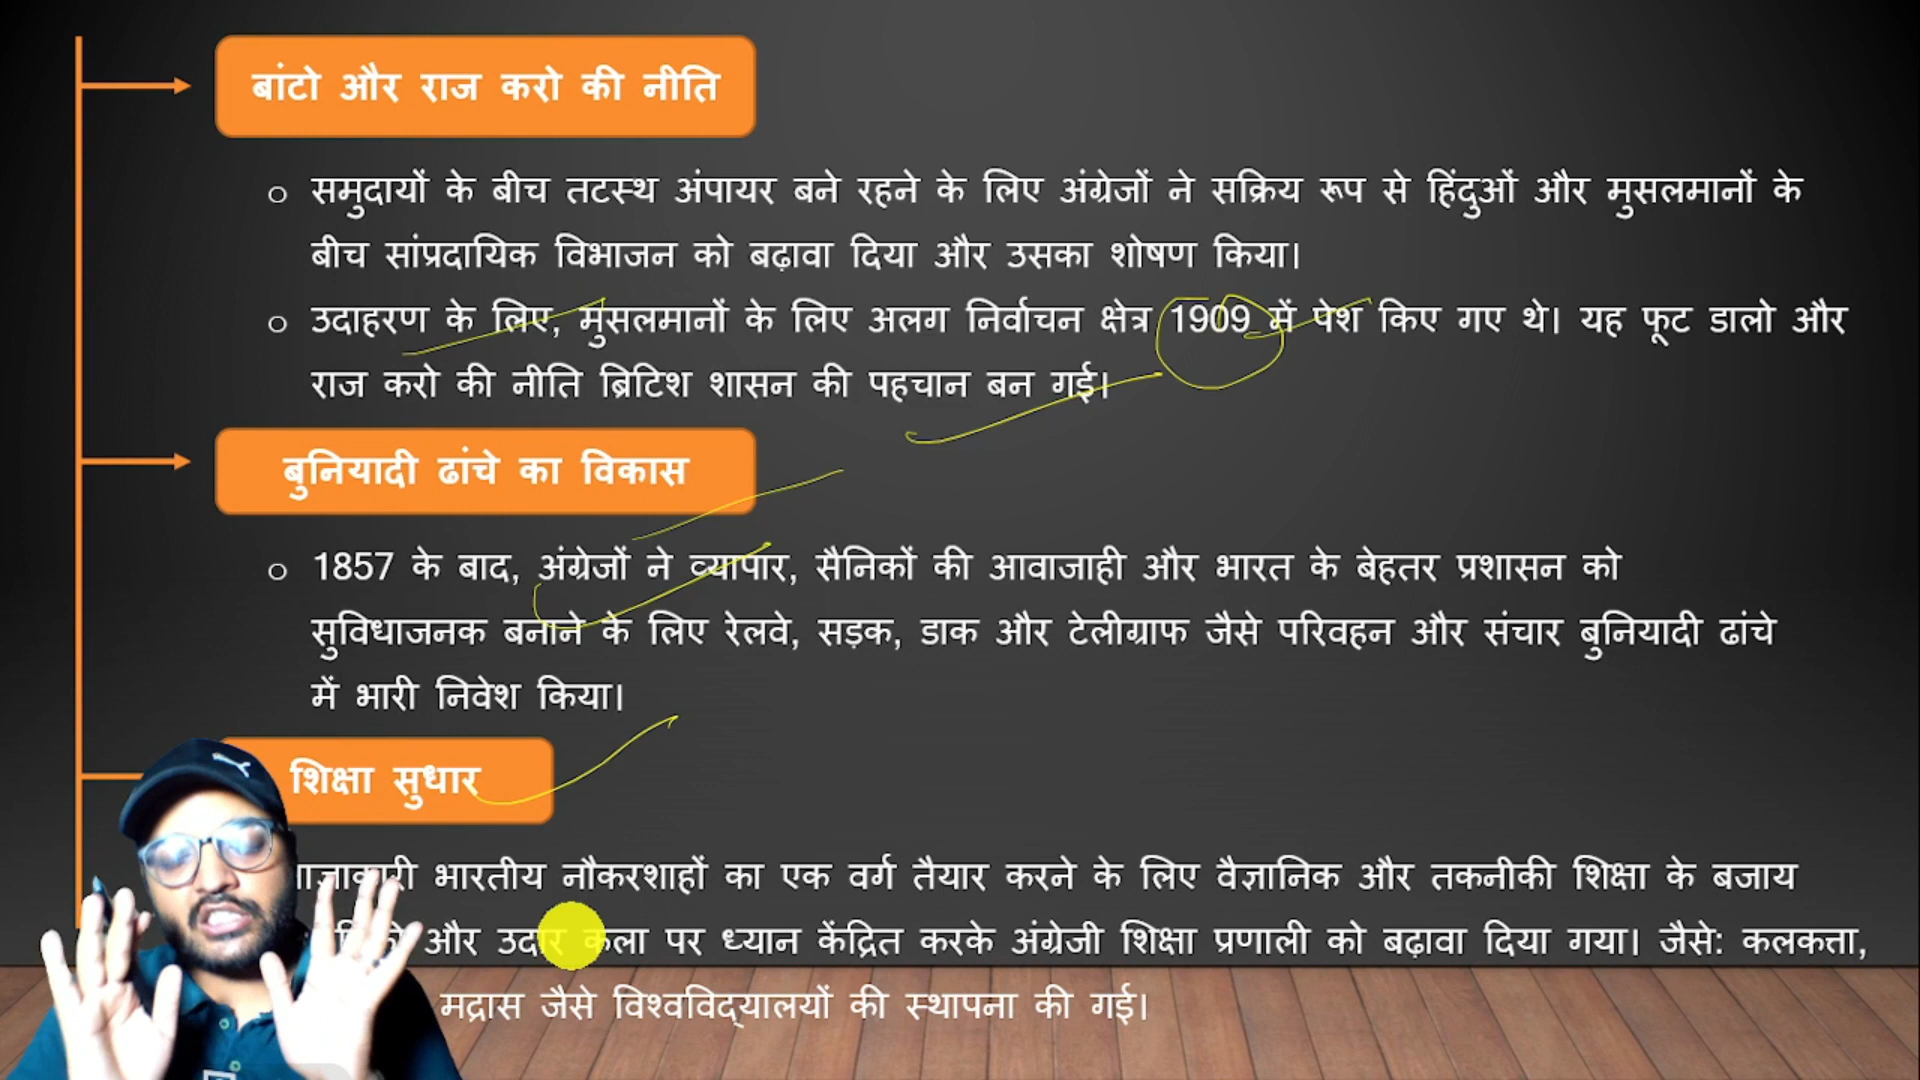 बांटो और राज करो की नीति
o समुदायों के बीच तटस्थ अंपायर बने रहने के लिए अंग्रेजों ने सक्रिय रूप से हिंदुओं और मुसलमानों के
बीच सांप्रदायिक विभाजन को बढ़ावा दिया और उसका शोषण किया।
o उदाहरण के लिए, मुसलमानों के लिए अलग निर्वाचन क्षेत्र 1909 में पेश किए गए थे। यह फूट डालो और
राज करो की नीति ब्रिटिश शासन की पहचान बन गई।
बुनियादी ढांचे का विकास
o 1857 के बाद, अंग्रेजों ने व्यापार, सैनिकों की आवाजाही और भारत के बेहतर प्रशासन को
सुविधाजनक बनाने के लिए रेलवे, सड़क, डाक और टेलीग्राफ जैसे परिवहन और संचार बुनियादी ढांचे
में भारी निवेश किया।
शिक्षा सुधार
भारतीय नौकरशाहों का एक वर्ग तैयार करने के लिए वैज्ञानिक और तकनीकी शिक्षा के बजाय
और उदार कला पर ध्यान केंद्रित करके अंग्रेजी शिक्षा प्रणाली को बढ़ावा दिया गया। जैसे: कलकत्ता,
मद्रास जैसे विश्वविद्यालयों की स्थापना की गई।